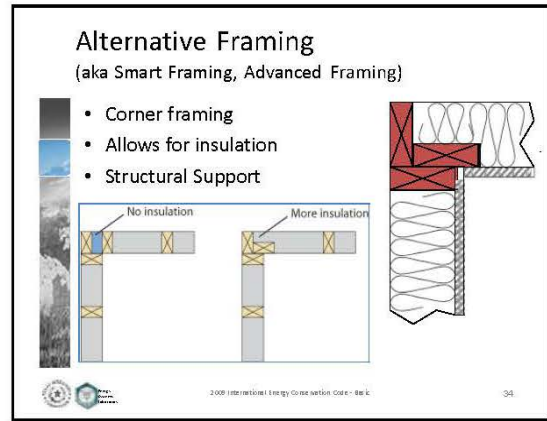 Alternative Framing
(aka Smart Framing, Advanced Framing)
• Corner framing
• Allows for insulation
• Structural Support
No insulation
More insulation
2009 International Energy Conservation Code - Basic
34